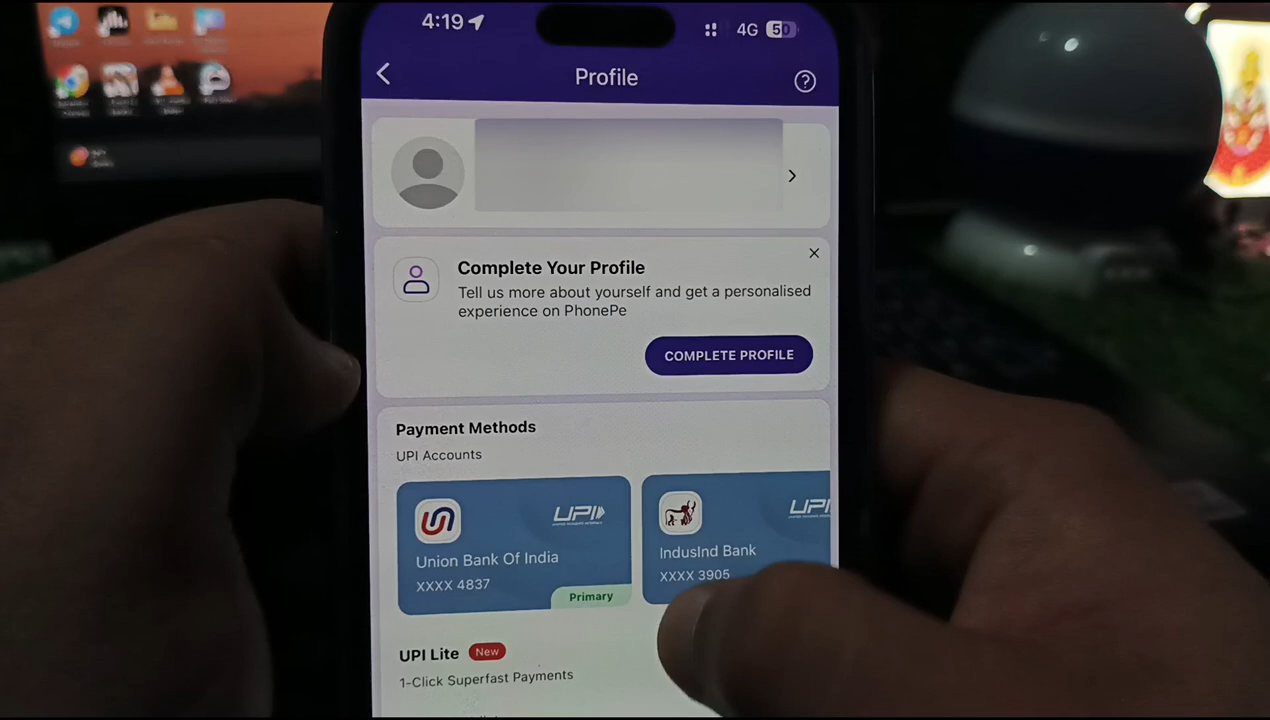 4:19
4G 50
Profile
Complete Your Profile
Tell us more about yourself and get a personalised
experience on PhonePe
COMPLETE PROFILE
Payment Methods
UPI Accounts
UPI
Union Bank Of India
XXXX 4837
Primary
UPI
IndusInd Bank
XXXX 3905
UPI Lite New
1-Click Superfast Payments